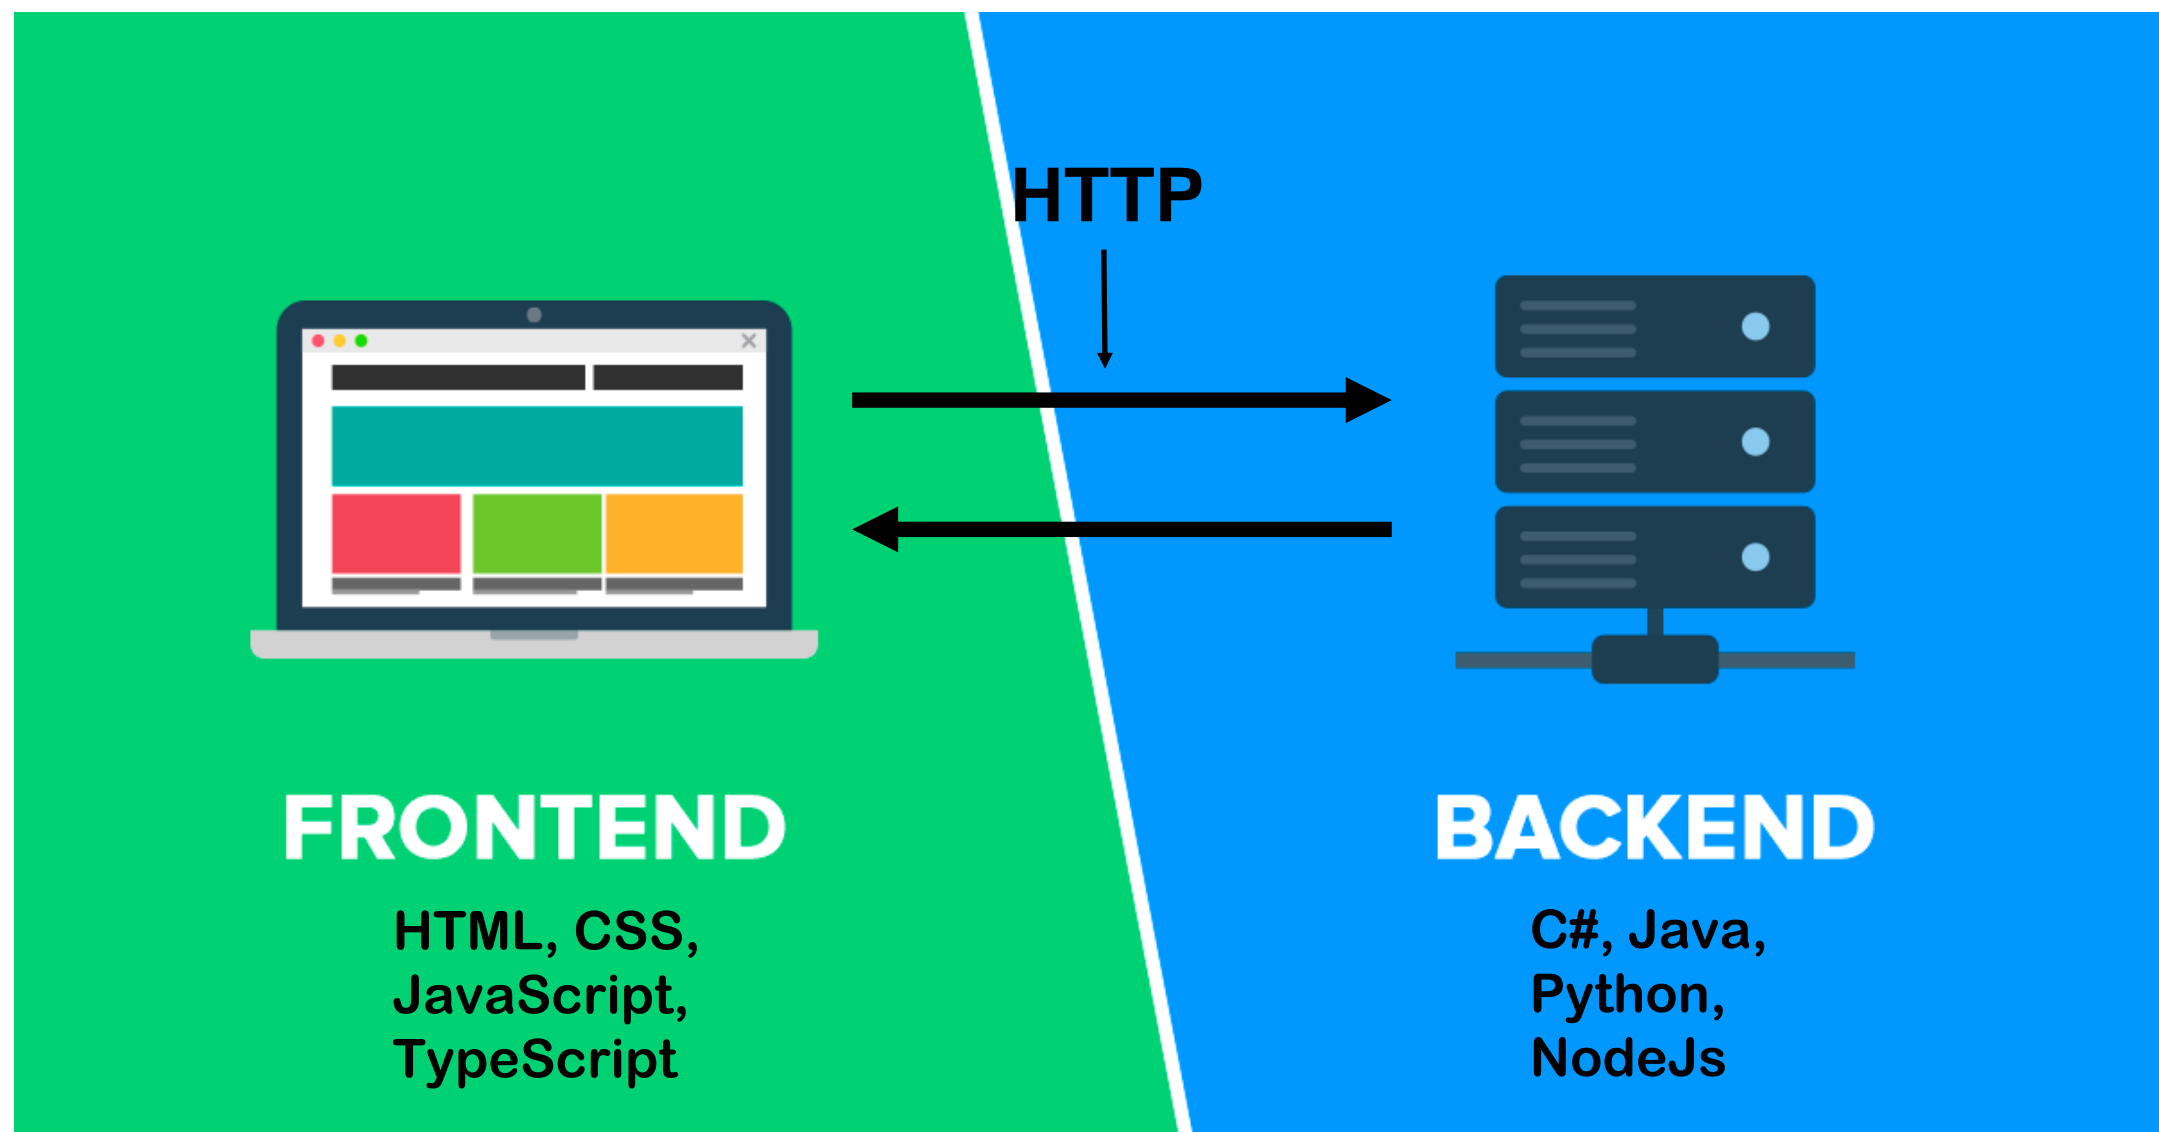 HTTP
FRONTEND
HTML, CSS,
JavaScript,
TypeScript
BACKEND
C#, Java,
Python,
NodeJs